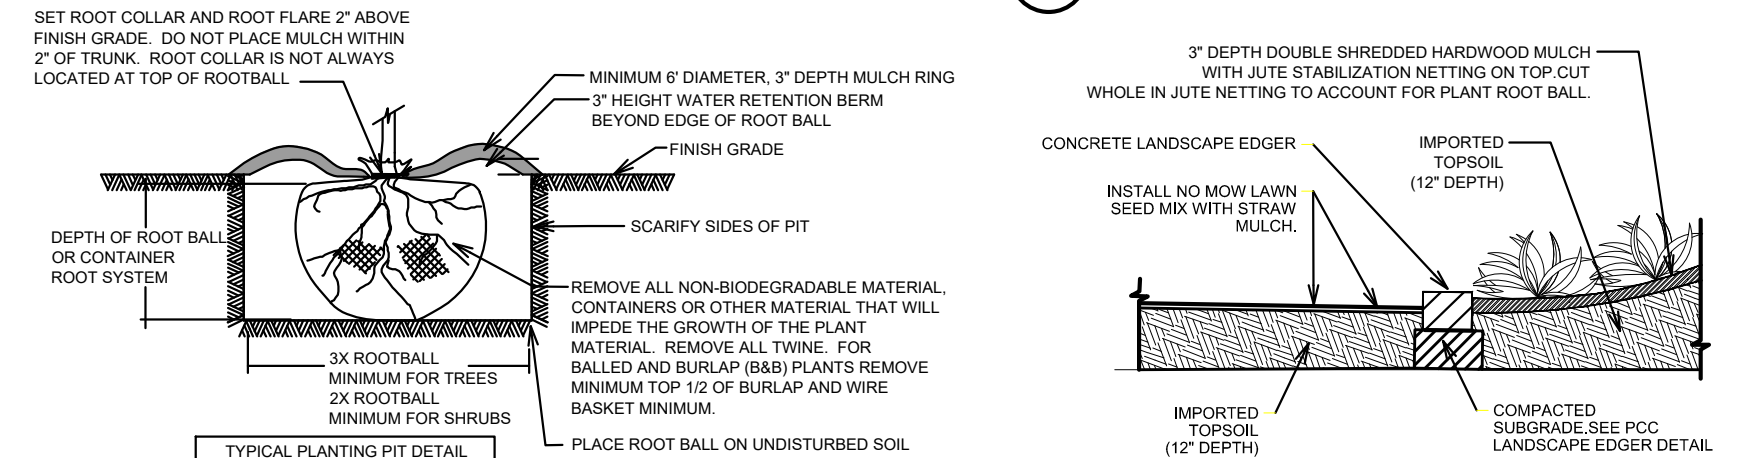 SET ROOT COLLAR AND ROOT FLARE 2" ABOVE
FINISH GRADE. DO NOT PLACE MULCH WITHIN
2" OF TRUNK. ROOT COLLAR IS NOT ALWAYS
LOCATED AT TOP OF ROOTBALL
MINIMUM 6' DIAMETER, 3" DEPTH MULCH RING
3" HEIGHT WATER RETENTION BERM
BEYOND EDGE OF ROOT BALL
FINISH GRADE
SCARIFY SIDES OF PIT
DEPTH OF ROOT BALL
OR CONTAINER
ROOT SYSTEM
REMOVE ALL NON-BIODEGRADABLE MATERIAL,
CONTAINERS OR OTHER MATERIAL THAT WILL
IMPEDE THE GROWTH OF THE PLANT
MATERIAL. REMOVE ALL TWINE. FOR
BALLED AND BURLAP (B&B) PLANTS REMOVE
MINIMUM TOP 1/2 OF BURLAP AND WIRE
BASKET MINIMUM.
3X ROOTBALL
MINIMUM FOR TREES
2X ROOTBALL
MINIMUM FOR SHRUBS
PLACE ROOT BALL ON UNDISTURBED SOIL
TYPICAL PLANTING PIT DETAIL
3" DEPTH DOUBLE SHREDDED HARDWOOD MULCH
WITH JUTE STABILIZATION NETTING ON TOP.CUT
WHOLE IN JUTE NETTING TO ACCOUNT FOR PLANT ROOT BALL.
CONCRETE LANDSCAPE EDGER
IMPORTED
TOPSOIL
(12" DEPTH)
INSTALL NO MOW LAWN
SEED MIX WITH STRAW
MULCH.
IMPORTED
TOPSOIL
(12" DEPTH)
COMPACTED
SUBGRADE.SEE PCC
LANDSCAPE EDGER DETAIL